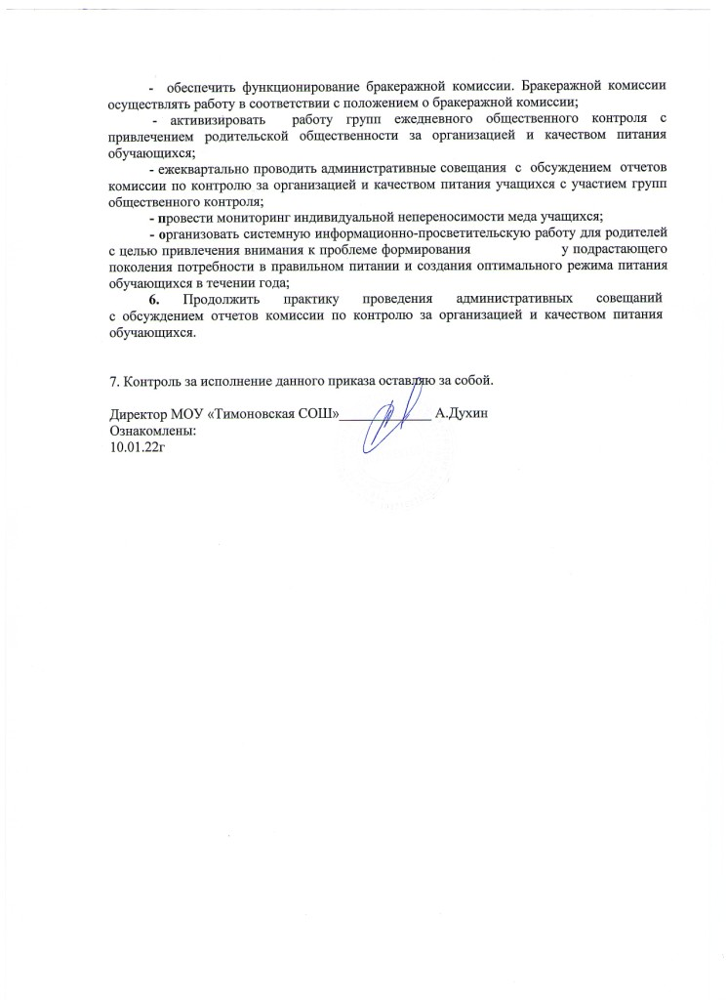 - обеспечить функционирование бракеражной комиссии. Бракеражной комиссии
осуществлять работу в соответствии с положением о бракеражной комиссии;
- активизировать работу групп ежедневного общественного контроля с
привлечением родительской общественности за организацией и качеством питания
обучающихся;
- ежеквартально проводить административные совещания с обсуждением отчетов
комиссии по контролю за организацией и качеством питания учащихся с участием групп
общественного контроля;
- провести мониторинг индивидуальной непереносимости меда учащихся;
- организовать системную информационно-просветительскую работу для родителей
с целью привлечения внимания к проблеме формирования у подрастающего
поколения потребности в правильном питании и создания оптимального режима питания
обучающихся в течении года;
6. Продолжить практику проведения административных совещаний
с обсуждением отчетов комиссии по контролю за организацией и качеством питания
обучающихся.
7. Контроль за исполнение данного приказа оставляю за собой.
Директор МОУ «Тимоновская СОШ»_____________ А.Духин
Ознакомлены:
10.01.22г